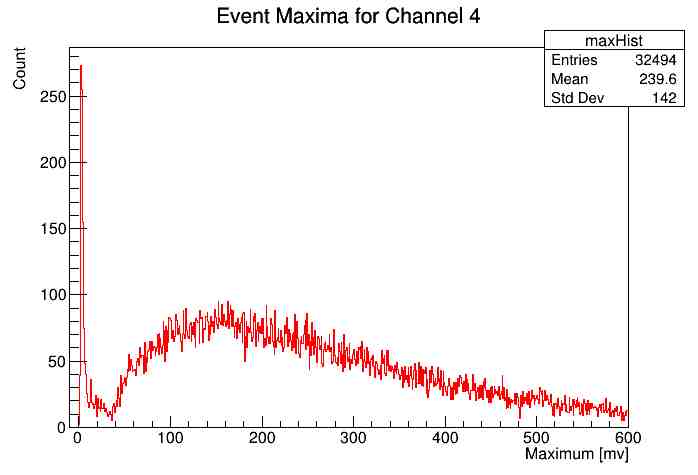 Event Maxima for Channel 4
maxHist
Entries 32494
Mean 239.6
Std Dev 142
Count
250
200
150
100
50
0
0 100 200 300 400 500 600
Maximum [mv]